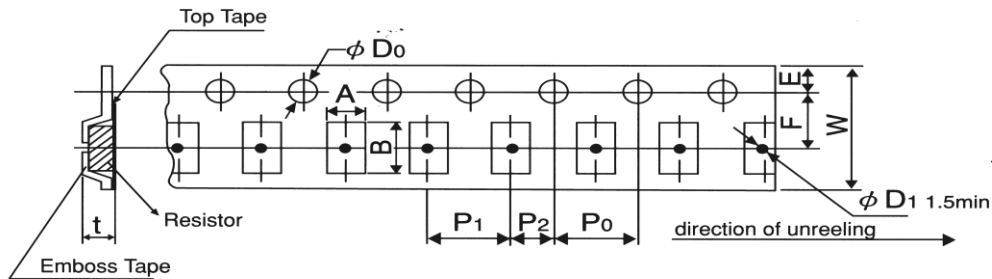 Top Tape
φ D0
A
B
E
F
W
t
Resistor
Emboss Tape
P1
P2
P0
φ D1 1.5min
direction of unreeling